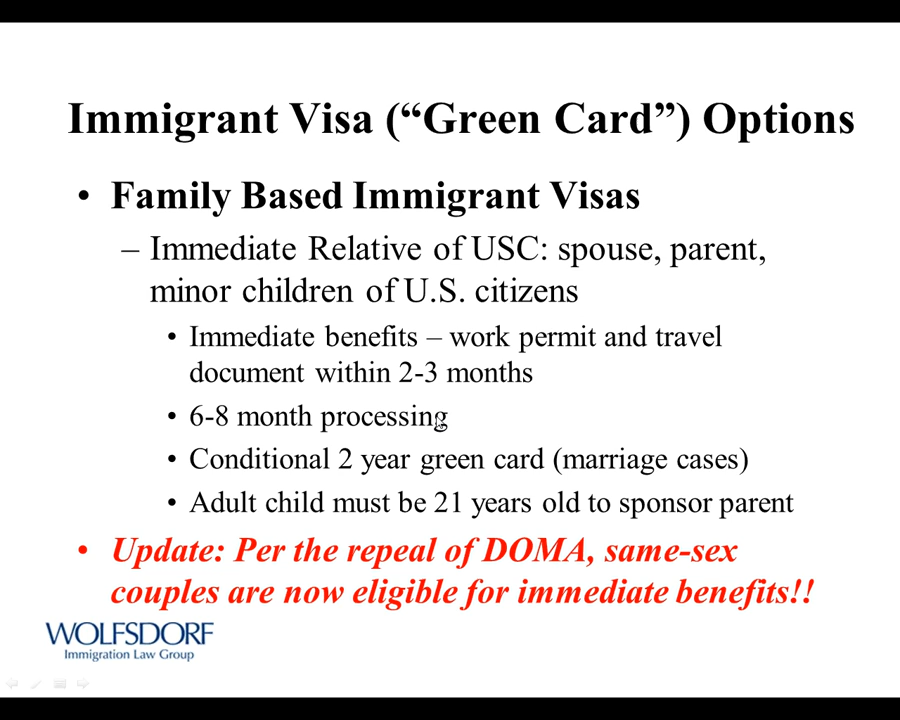 Immigrant Visa (“Green Card”) Options
• Family Based Immigrant Visas
– Immediate Relative of USC: spouse, parent,
minor children of U.S. citizens
• Immediate benefits – work permit and travel
document within 2-3 months
• 6-8 month processing
• Conditional 2 year green card (marriage cases)
• Adult child must be 21 years old to sponsor parent
• Update: Per the repeal of DOMA, same-sex
couples are now eligible for immediate benefits!!
WOLFSDORF
Immigration Law Group